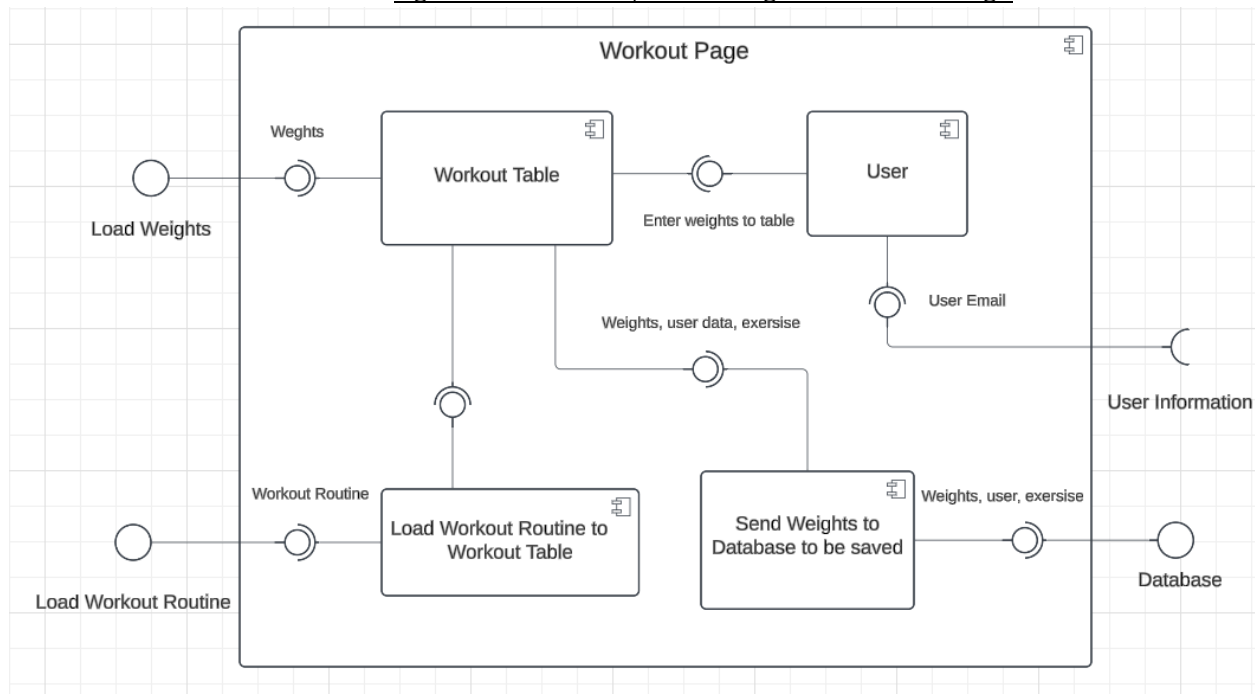 Workout Page
Weghts
Workout Table
User
Load Weights
Enter weights to table
User Email
Weights, user data, exersise
User Information
Workout Routine
Load Workout Routine to
Workout Table
Send Weights to
Database to be saved
Weights, user, exersise
Load Workout Routine
Database